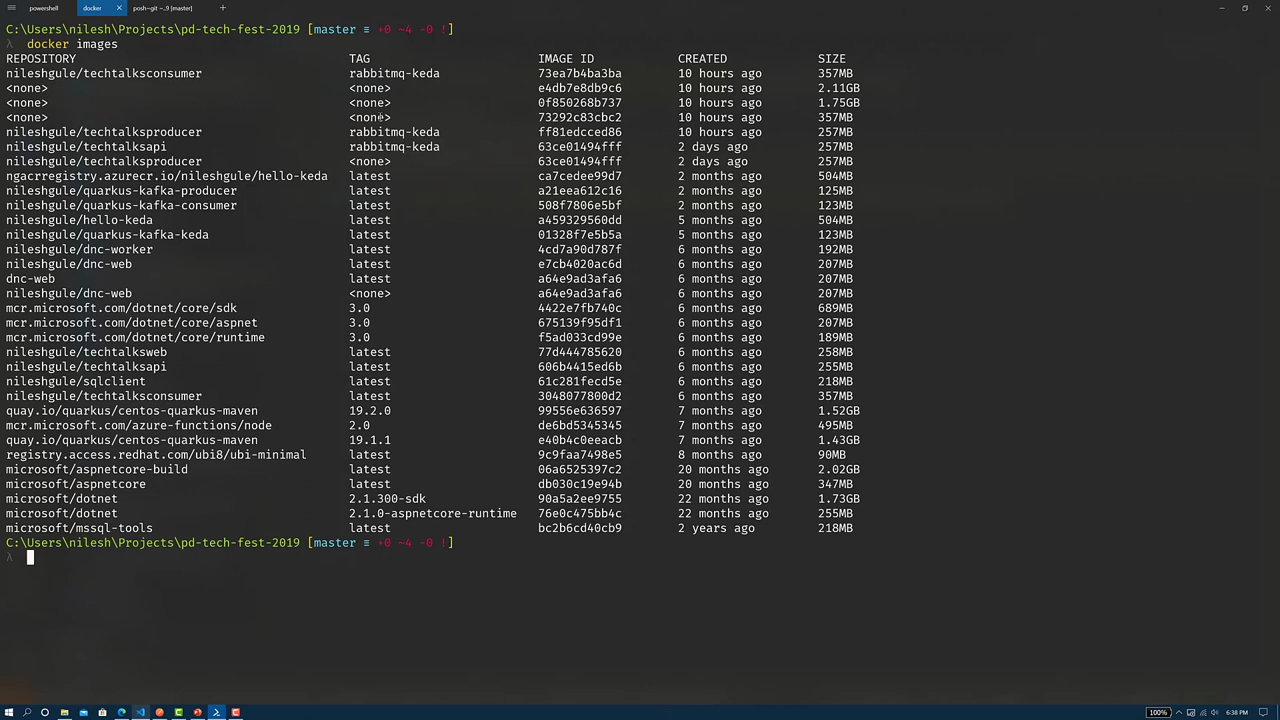 powershell docker × posh~git ~..9 [master] +
C:\Users\nilesh\Projects\pd-tech-fest-2019 [master ≡ +0 ~4 -0 !]
λ docker images
REPOSITORY TAG IMAGE ID CREATED SIZE
nileshgule/techtalksconsumer rabbitmq-keda 73ea7b4ba3ba 10 hours ago 357MB
<none> <none> e4db7e8db9c6 10 hours ago 2.11GB
<none> <none> 0f850268b737 10 hours ago 1.75GB
<none> <none> 73292c83cbc2 10 hours ago 357MB
nileshgule/techtalksproducer rabbitmq-keda ff81edcced86 10 hours ago 257MB
nileshgule/techtalksapi rabbitmq-keda 63ce01494fff 2 days ago 257MB
nileshgule/techtalksproducer <none> 63ce01494fff 2 days ago 257MB
ngacrregistry.azurecr.io/nileshgule/hello-keda latest ca7cedee99d7 2 months ago 504MB
nileshgule/quarkus-kafka-producer latest a21eea612c16 2 months ago 125MB
nileshgule/quarkus-kafka-consumer latest 508f7806e5bf 2 months ago 123MB
nileshgule/hello-keda latest a459329560dd 5 months ago 504MB
nileshgule/quarkus-kafka-keda latest 01328f7e5b5a 5 months ago 123MB
nileshgule/dnc-worker latest 4cd7a90d787f 6 months ago 192MB
nileshgule/dnc-web latest e7cb4020ac6d 6 months ago 207MB
dnc-web latest a64e9ad3afa6 6 months ago 207MB
nileshgule/dnc-web <none> a64e9ad3afa6 6 months ago 207MB
mcr.microsoft.com/dotnet/core/sdk 3.0 4422e7fb740c 6 months ago 689MB
mcr.microsoft.com/dotnet/core/aspnet 3.0 675139f95df1 6 months ago 207MB
mcr.microsoft.com/dotnet/core/runtime 3.0 f5ad033cd99e 6 months ago 189MB
nileshgule/techtalksweb latest 77d444785620 6 months ago 258MB
nileshgule/techtalksapi latest 606b4415ed6b 6 months ago 255MB
nileshgule/sqlclient latest 61c281fecd5e 6 months ago 218MB
nileshgule/techtalksconsumer latest 3048077800d2 6 months ago 357MB
quay.io/quarkus/centos-quarkus-maven 19.2.0 99556e636597 7 months ago 1.52GB
mcr.microsoft.com/azure-functions/node 2.0 de6bd5345345 7 months ago 495MB
quay.io/quarkus/centos-quarkus-maven 19.1.1 e40b4c0eeacb 7 months ago 1.43GB
registry.access.redhat.com/ubi8/ubi-minimal latest 9c9faa7498e5 8 months ago 90MB
microsoft/aspnetcore-build latest 06a6525397c2 20 months ago 2.02GB
microsoft/aspnetcore latest db030c19e94b 20 months ago 347MB
microsoft/dotnet 2.1.300-sdk 90a5a2ee9755 22 months ago 1.73GB
microsoft/dotnet 2.1.0-aspnetcore-runtime 76e0c475bb4c 22 months ago 255MB
microsoft/mssql-tools latest bc2b6cd40cb9 2 years ago 218MB
C:\Users\nilesh\Projects\pd-tech-fest-2019 [master ≡ +0 ~4 -0 !]
λ
100% 6:38 PM